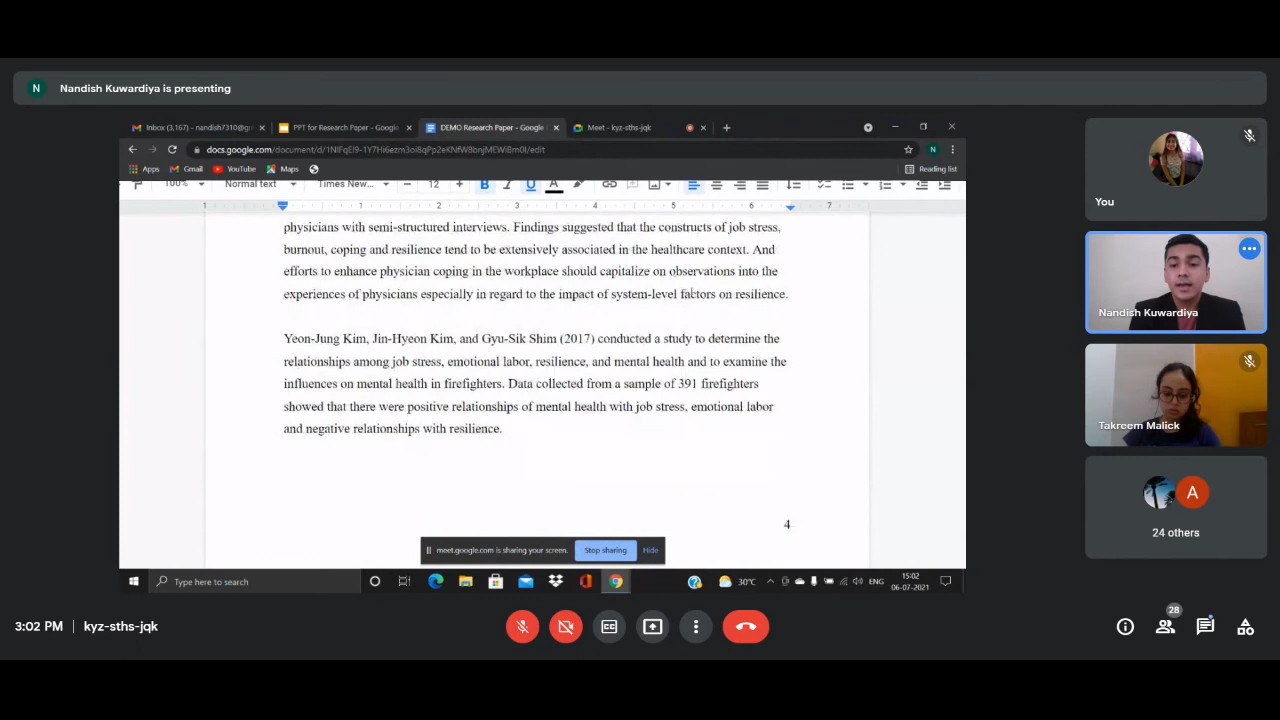 N
Nandish Kuwardiya is presenting
Inbox (3,167) - nandish7310@gm
PPT for Research Paper - Google
DEMO Research Paper - Google
Meet - kyz-sths-jqk
Apps
Gmail
YouTube
Maps
Reading list
100%
Normal text
Times New...
12
1 1 2 3 4 5 6 7
physicians with semi-structured interviews. Findings suggested that the constructs of job stress,
burnout, coping and resilience tend to be extensively associated in the healthcare context. And
efforts to enhance physician coping in the workplace should capitalize on observations into the
experiences of physicians especially in regard to the impact of system-level factors on resilience.
Yeon-Jung Kim, Jin-Hyeon Kim, and Gyu-Sik Shim (2017) conducted a study to determine the
relationships among job stress, emotional labor, resilience, and mental health and to examine the
influences on mental health in firefighters. Data collected from a sample of 391 firefighters
showed that there were positive relationships of mental health with job stress, emotional labor
and negative relationships with resilience.
4
meet.google.com is sharing your screen.
Stop sharing
Hide
Type here to search
30°C
ENG
15:02
06-07-2021
You
Nandish Kuwardiya
Takreem Malick
A
24 others
3:02 PM | kyz-sths-jqk
28